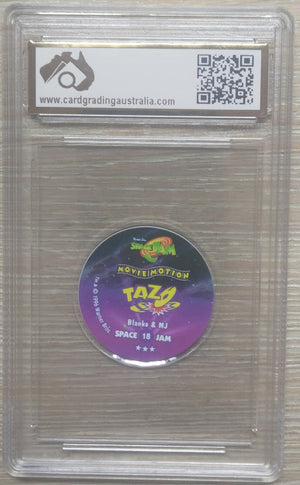 www.cardgradingaustralia.com
SPACE JAM
MOVIE MOTION
TAZO
Blanko & MJ
SPACE 18 JAM